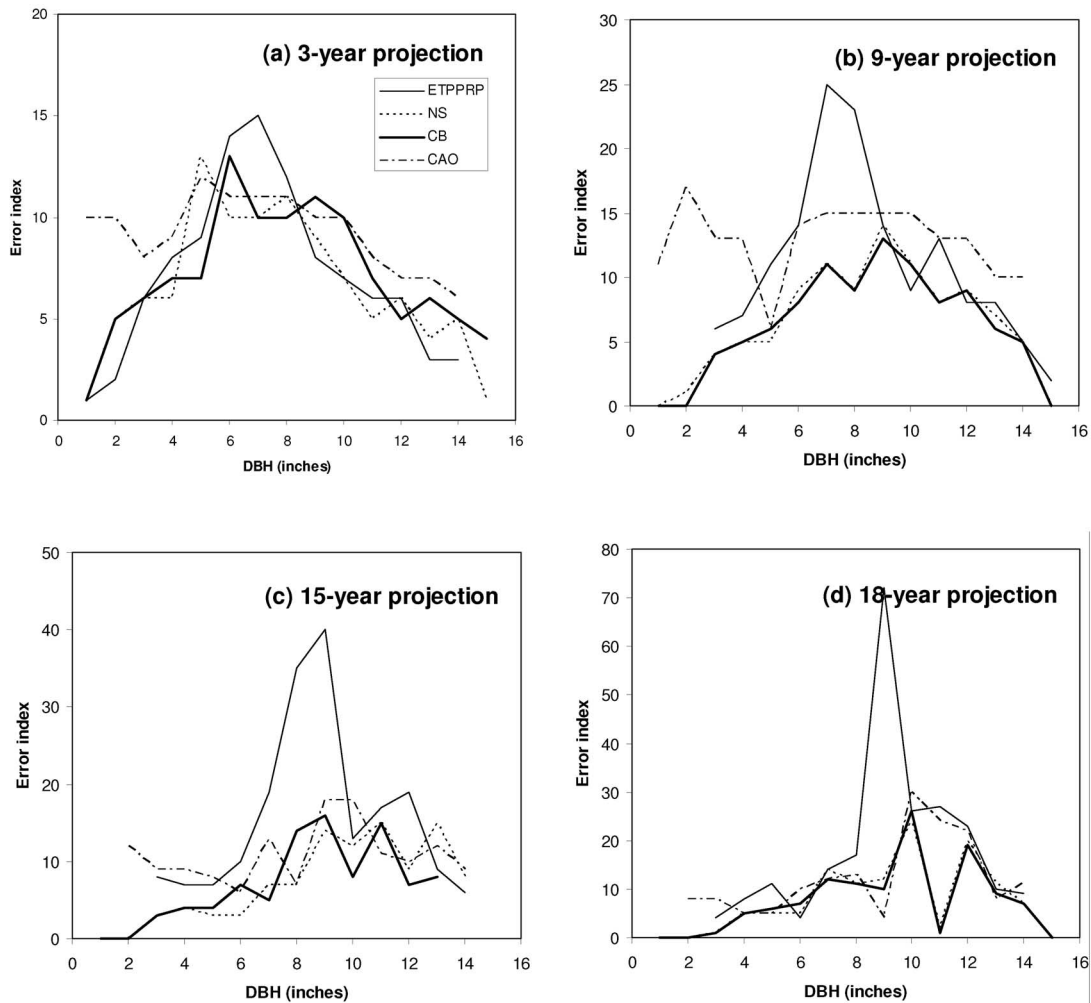 (a) 3-year projection
ETPPRP
NS
CB
CAO
Error index
20
15
10
5
0
0 2 4 6 8 10 12 14 16
DBH (inches)
(b) 9-year projection
Error index
30
25
20
15
10
5
0
0 2 4 6 8 10 12 14 16
DBH (inches)
(c) 15-year projection
Error index
50
40
30
20
10
0
0 2 4 6 8 10 12 14 16
DBH (inches)
(d) 18-year projection
Error index
80
70
60
50
40
30
20
10
0
0 2 4 6 8 10 12 14 16
DBH (inches)